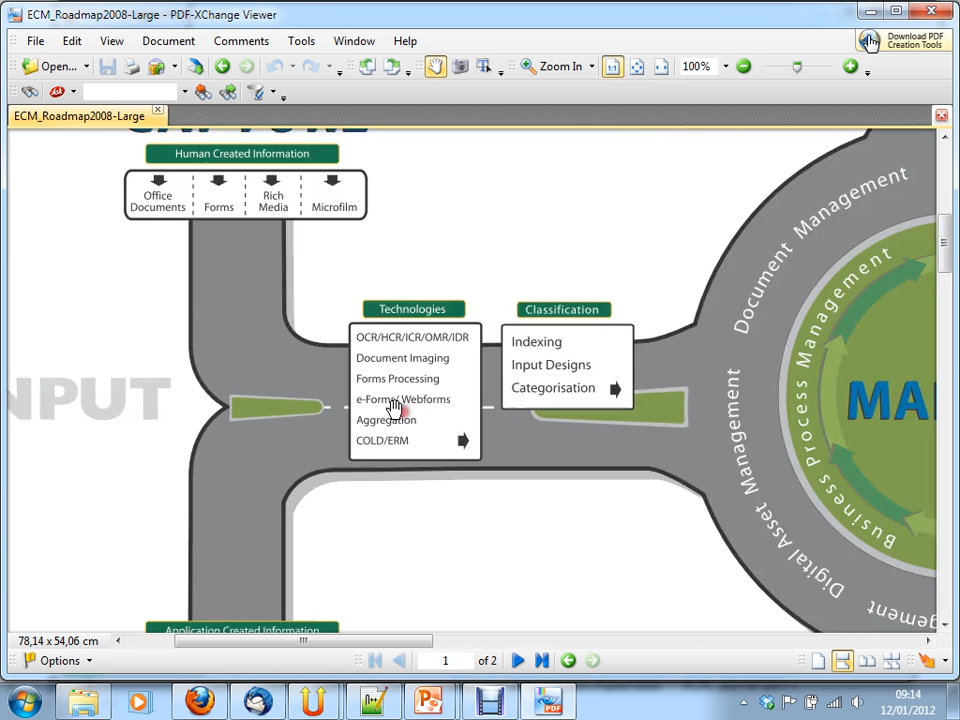 ECM_Roadmap2008-Large - PDF-XChange Viewer
File Edit View Document Comments Tools Window Help
Download PDF
Creation Tools
Open...
Zoom In
100%
ECM_Roadmap2008-Large
CAPTURE
Human Created Information
Office
Documents
Forms
Rich
Media
Microfilm
Technologies
OCR/HCR/ICR/OMR/IDR
Document Imaging
Forms Processing
e-Forms/ Webforms
Aggregation
COLD/ERM
Classification
Indexing
Input Designs
Categorisation
INPUT
Document Management
Business Process Management
MA
Digital Asset Management
gement
Application Created Information
78,14 x 54,06 cm
Options
1 of 2
09:14
12/01/2012